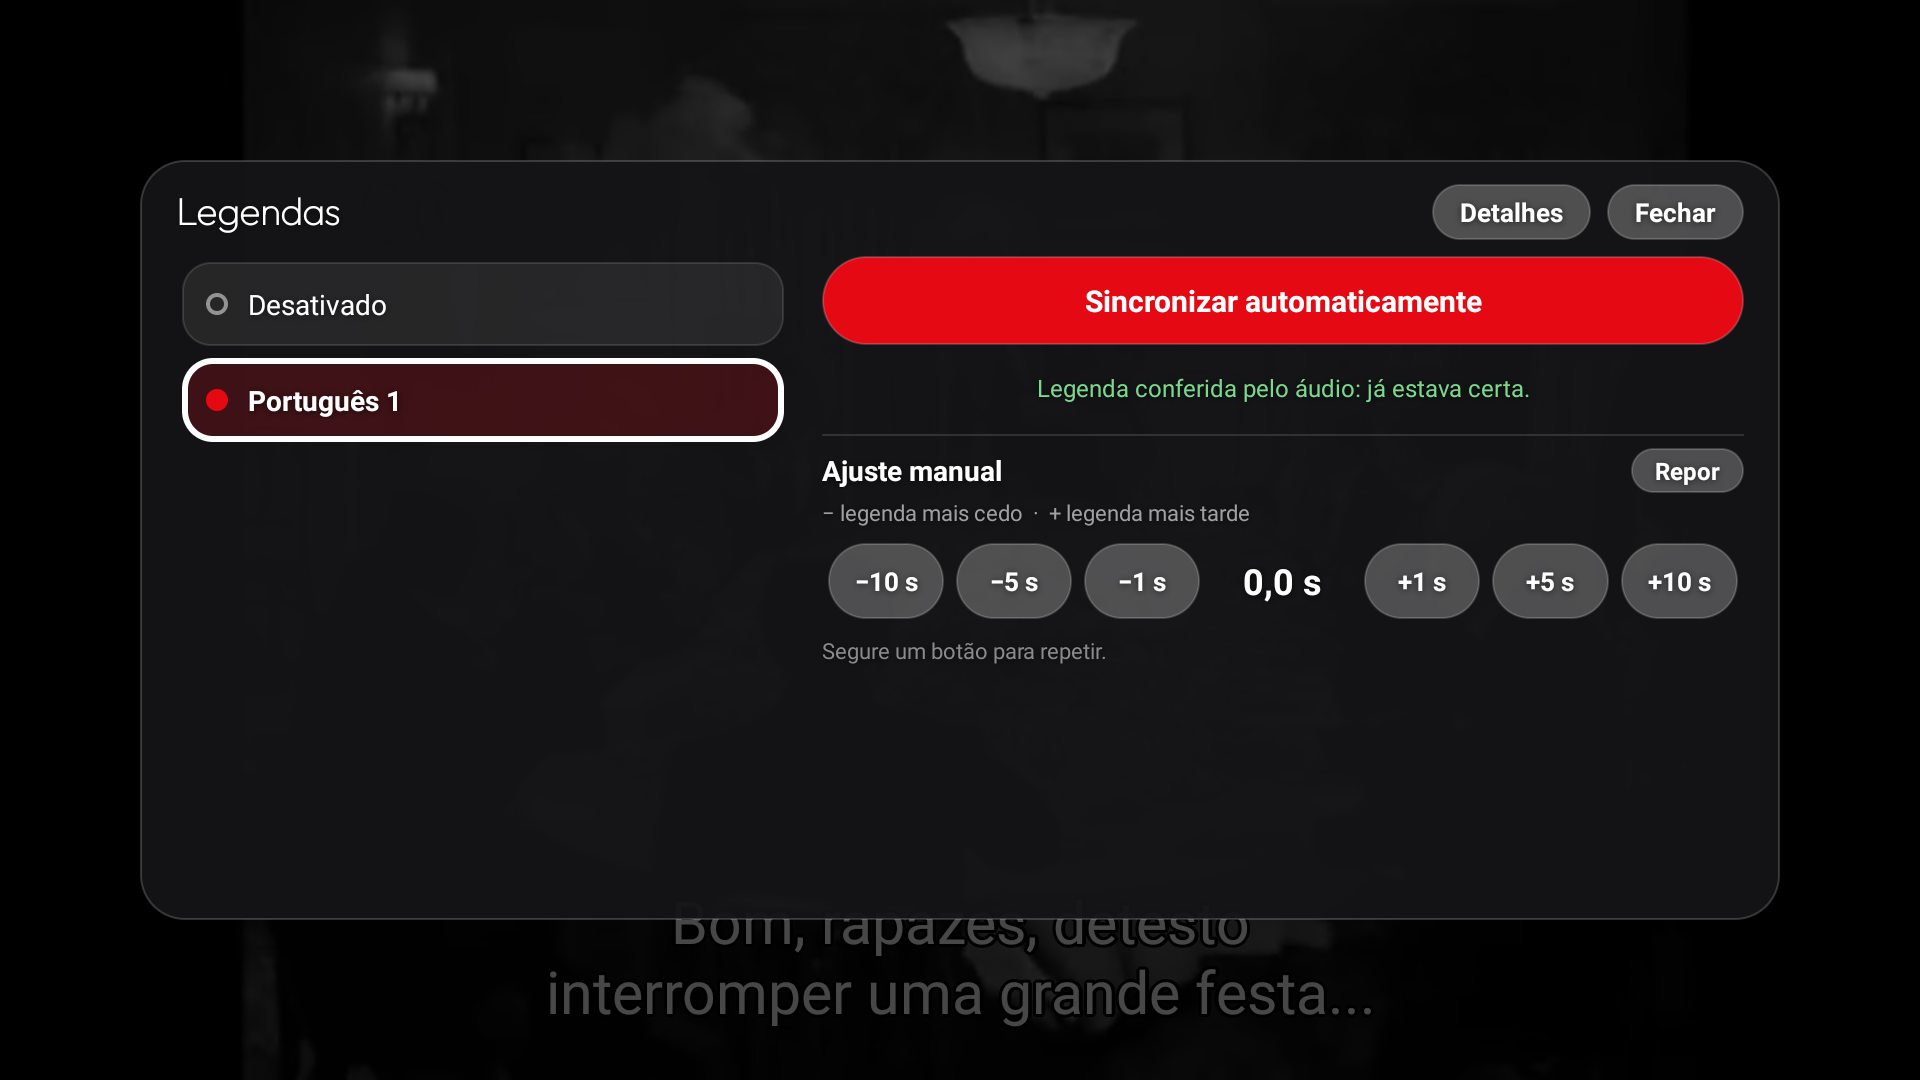 Legendas
Detalhes
Fechar
Desativado
Português 1
Sincronizar automaticamente
Legenda conferida pelo áudio: já estava certa.
Ajuste manual
Repor
− legenda mais cedo · + legenda mais tarde
−10 s
−5 s
−1 s
0,0 s
+1 s
+5 s
+10 s
Segure um botão para repetir.
Bom, rapazes, detesto
interromper uma grande festa...